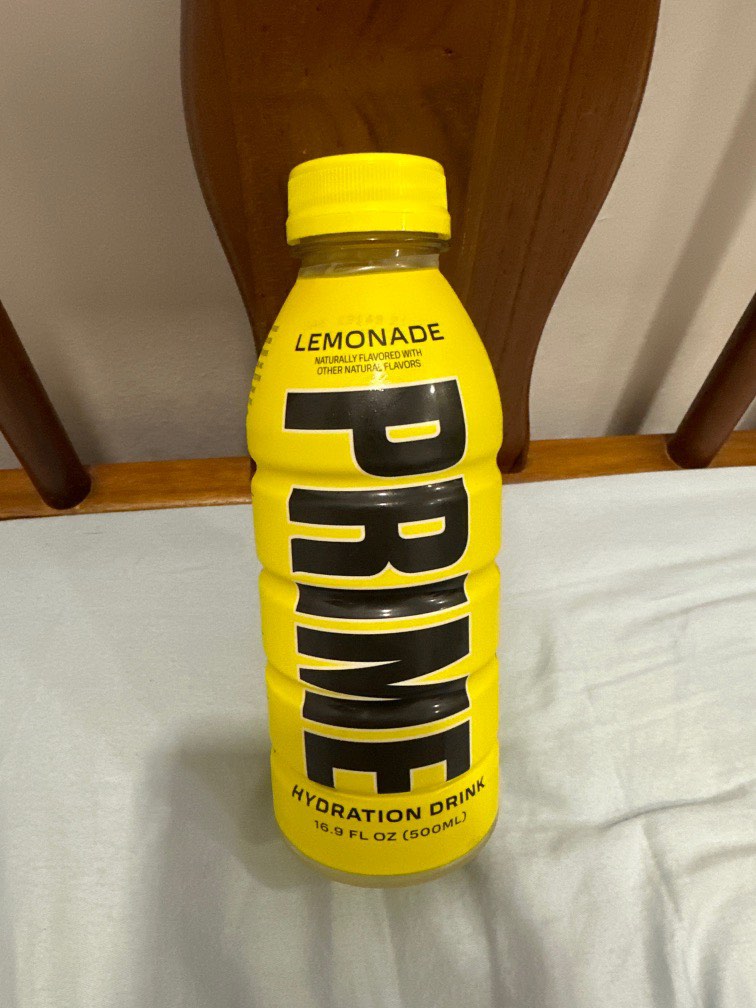 LEMONADE
NATURALLY FLAVORED WITH
OTHER NATURAL FLAVORS
PRIME
HYDRATION DRINK
16.9 FL OZ (500ML)